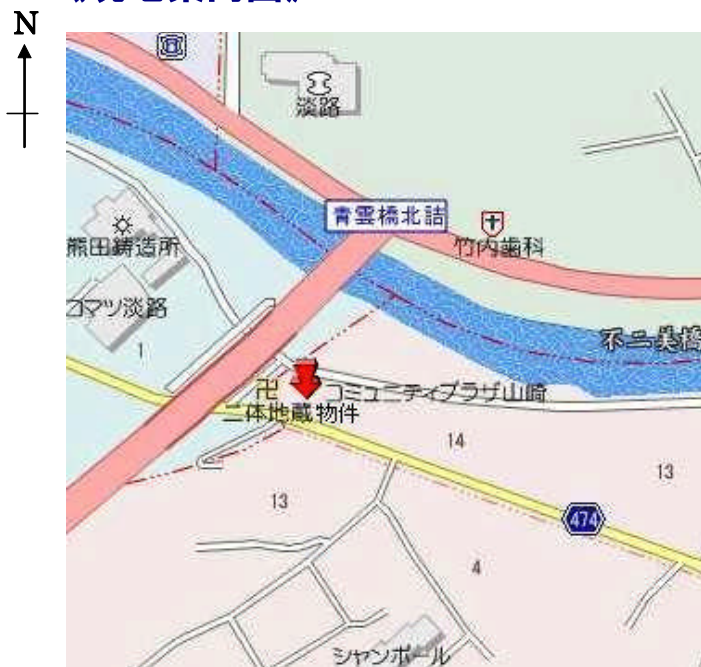 N
淡路
青雲橋北詰
竹内歯科
熊田鋳造所
コマツ淡路
不二美橋
1
コミュニティプラザ山崎
二体地蔵 物件
14
13
13
474
4
シャンボール